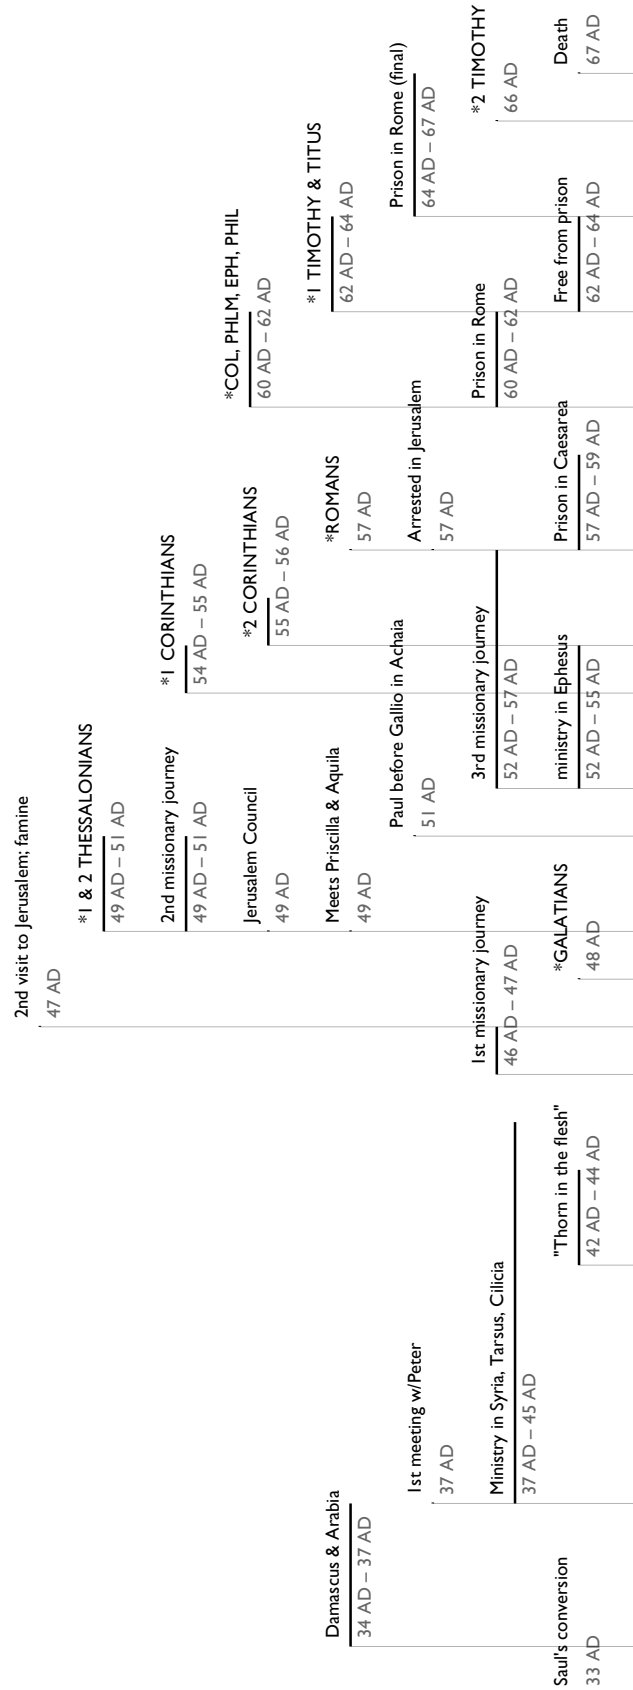 2nd visit to Jerusalem; famine
47 AD
*1 & 2 THESSALONIANS
49 AD – 51 AD
*1 CORINTHIANS
54 AD – 55 AD
2nd missionary journey
49 AD – 51 AD
*COL, PHLM, EPH, PHIL
60 AD – 62 AD
*2 CORINTHIANS
55 AD – 56 AD
Jerusalem Council
49 AD
*1 TIMOTHY & TITUS
62 AD – 64 AD
*ROMANS
57 AD
Meets Priscilla & Aquila
49 AD
Damascus & Arabia
34 AD – 37 AD
Prison in Rome (final)
64 AD – 67 AD
Arrested in Jerusalem
57 AD
Paul before Gallio in Achaia
51 AD
1st meeting w/Peter
37 AD
*2 TIMOTHY
66 AD
Prison in Rome
60 AD – 62 AD
3rd missionary journey
52 AD – 57 AD
1st missionary journey
46 AD – 47 AD
Ministry in Syria, Tarsus, Cilicia
37 AD – 45 AD
Death
67 AD
Free from prison
62 AD – 64 AD
Prison in Caesarea
57 AD – 59 AD
ministry in Ephesus
52 AD – 55 AD
*GALATIANS
48 AD
"Thorn in the flesh"
42 AD – 44 AD
Saul's conversion
33 AD